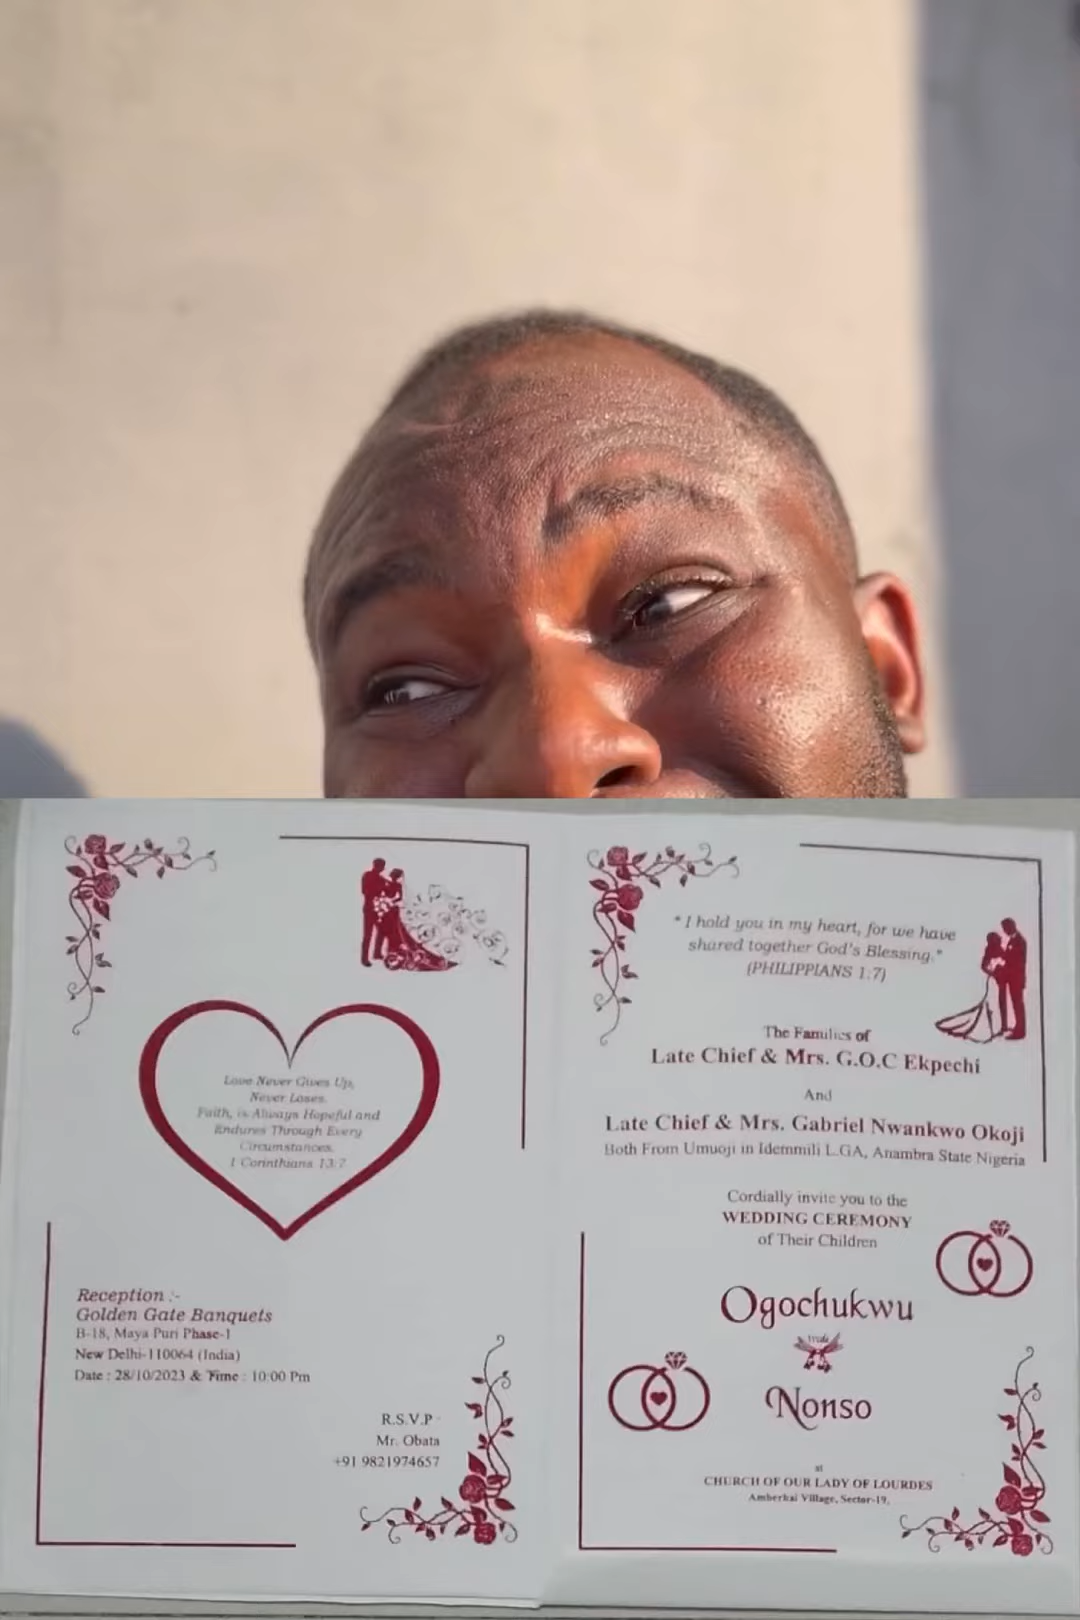 Love Never Gives Up,
Never Loses.
Faith, is Always Hopeful and
Endures Through Every
Circumstances.
1 Corinthians 13:7
Reception :-
Golden Gate Banquets
B-18, Maya Puri Phase-1
New Delhi-110064 (India)
Date : 28/10/2023 & Time : 10:00 Pm
R.S.V.P
Mr. Obata
+91 9821974657
"I hold you in my heart, for we have
shared together God's Blessing."
(PHILIPPIANS 1:7)
The Families of
Late Chief & Mrs. G.O.C Ekpechi
And
Late Chief & Mrs. Gabriel Nwankwo Okoji
Both From Umuoji in Idemmili L.GA, Anambra State Nigeria
Cordially invite you to the
WEDDING CEREMONY
of Their Children
Ogochukwu
Weds
Nonso
at
CHURCH OF OUR LADY OF LOURDES
Amberhai Village, Sector-19,